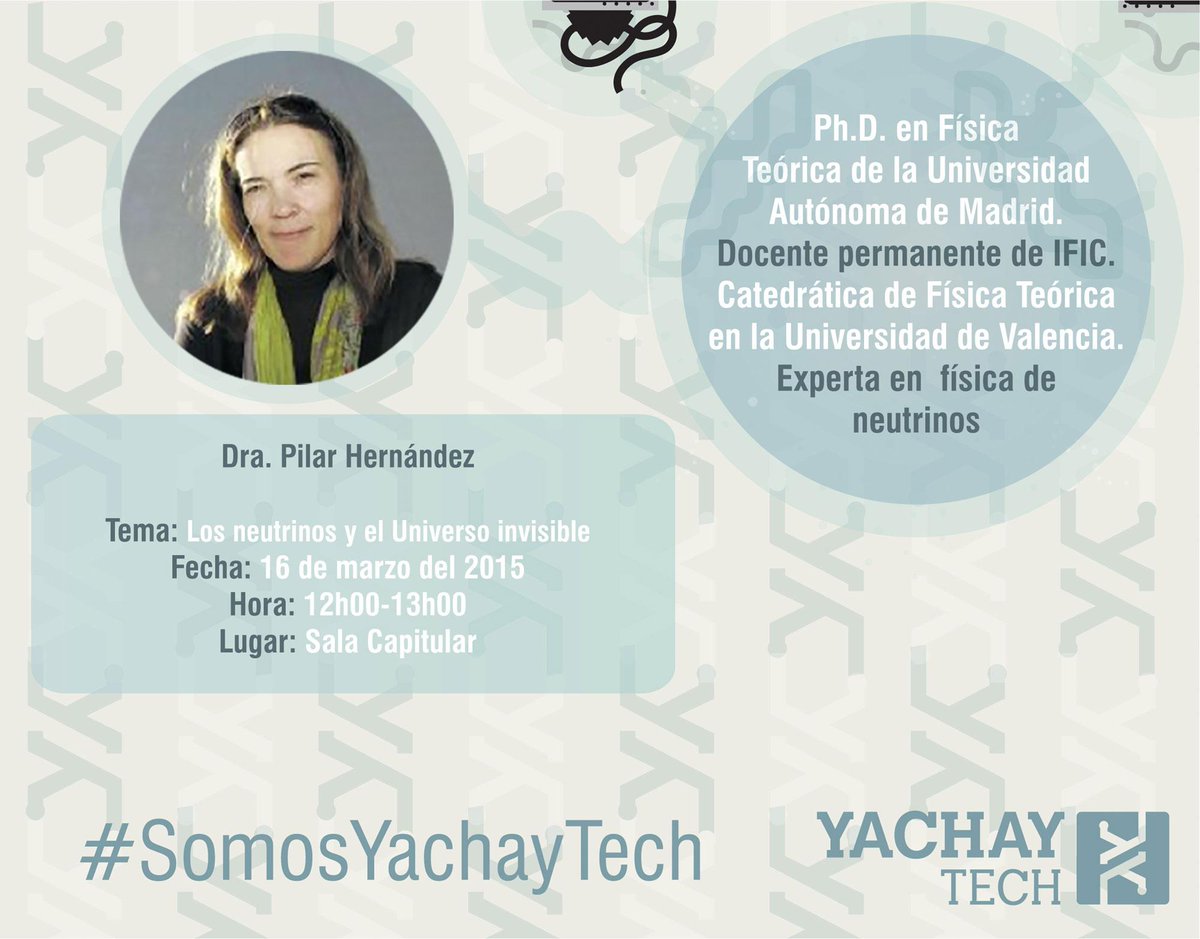 Ph.D. en Física
Teórica de la Universidad
Autónoma de Madrid.
Docente permanente de IFIC.
Catedrática de Física Teórica
en la Universidad de Valencia.
Experta en física de
neutrinos
Dra. Pilar Hernández
Tema: Los neutrinos y el Universo invisible
Fecha: 16 de marzo del 2015
Hora: 12h00-13h00
Lugar: Sala Capitular
#SomosYachayTech
YACHAY
TECH